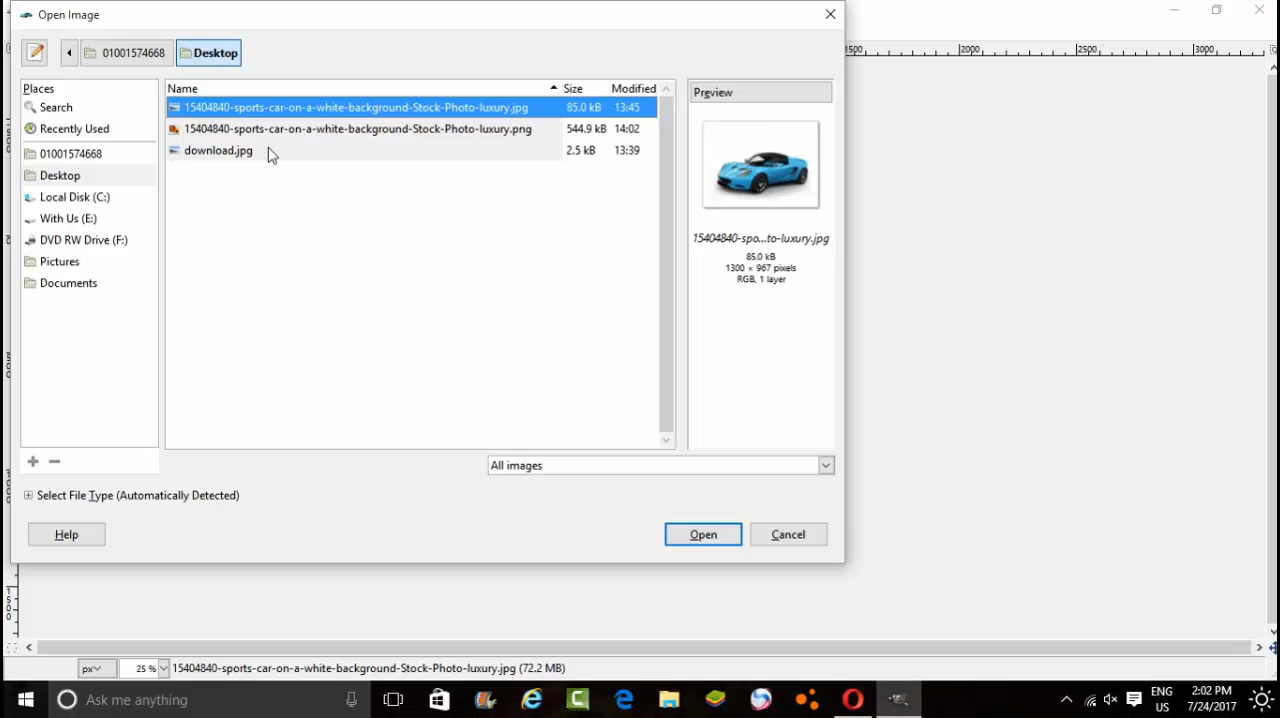 Open Image
01001574668 Desktop
Places
Search
Recently Used
01001574668
Desktop
Local Disk (C:)
With Us (E:)
DVD RW Drive (F:)
Pictures
Documents
Name Size Modified
15404840-sports-car-on-a-white-background-Stock-Photo-luxury.jpg 85.0 kB 13:45
15404840-sports-car-on-a-white-background-Stock-Photo-luxury.png 544.9 kB 14:02
download.jpg 2.5 kB 13:39
Preview
15404840-spo...to-luxury.jpg
85.0 kB
1300 × 967 pixels
RGB, 1 layer
All images
Select File Type (Automatically Detected)
Help Open Cancel
1500 2000 2500 3000
px 25 % 15404840-sports-car-on-a-white-background-Stock-Photo-luxury.jpg (72.2 MB)
Ask me anything
ENG
US
2:02 PM
7/24/2017